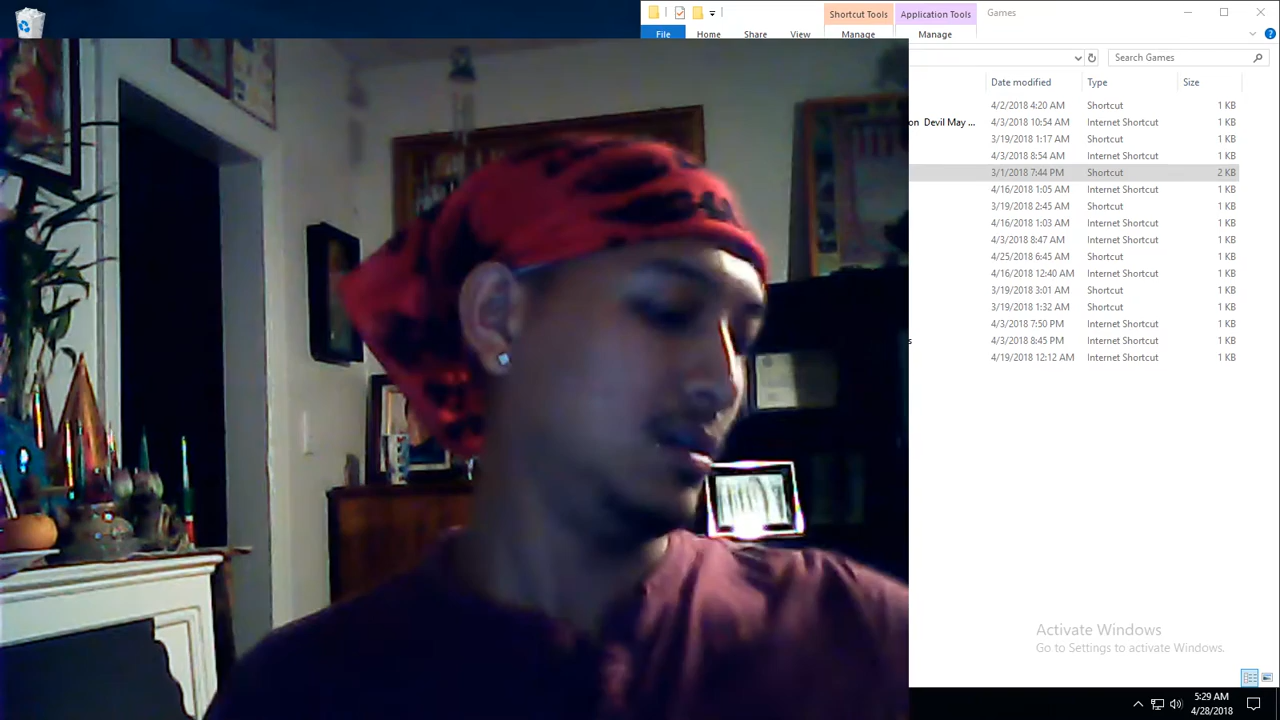 Shortcut Tools Application Tools Games
File Home Share View Manage Manage
Search Games
Date modified Type Size
4/2/2018 4:20 AM Shortcut 1 KB
on Devil May ... 4/3/2018 10:54 AM Internet Shortcut 1 KB
3/19/2018 1:17 AM Shortcut 1 KB
4/3/2018 8:54 AM Internet Shortcut 1 KB
3/1/2018 7:44 PM Shortcut 2 KB
4/16/2018 1:05 AM Internet Shortcut 1 KB
3/19/2018 2:45 AM Shortcut 1 KB
4/16/2018 1:03 AM Internet Shortcut 1 KB
4/3/2018 8:47 AM Internet Shortcut 1 KB
4/25/2018 6:45 AM Shortcut 1 KB
4/16/2018 12:40 AM Internet Shortcut 1 KB
3/19/2018 3:01 AM Shortcut 1 KB
3/19/2018 1:32 AM Shortcut 1 KB
4/3/2018 7:50 PM Internet Shortcut 1 KB
s 4/3/2018 8:45 PM Internet Shortcut 1 KB
4/19/2018 12:12 AM Internet Shortcut 1 KB
Activate Windows
Go to Settings to activate Windows.
5:29 AM
4/28/2018